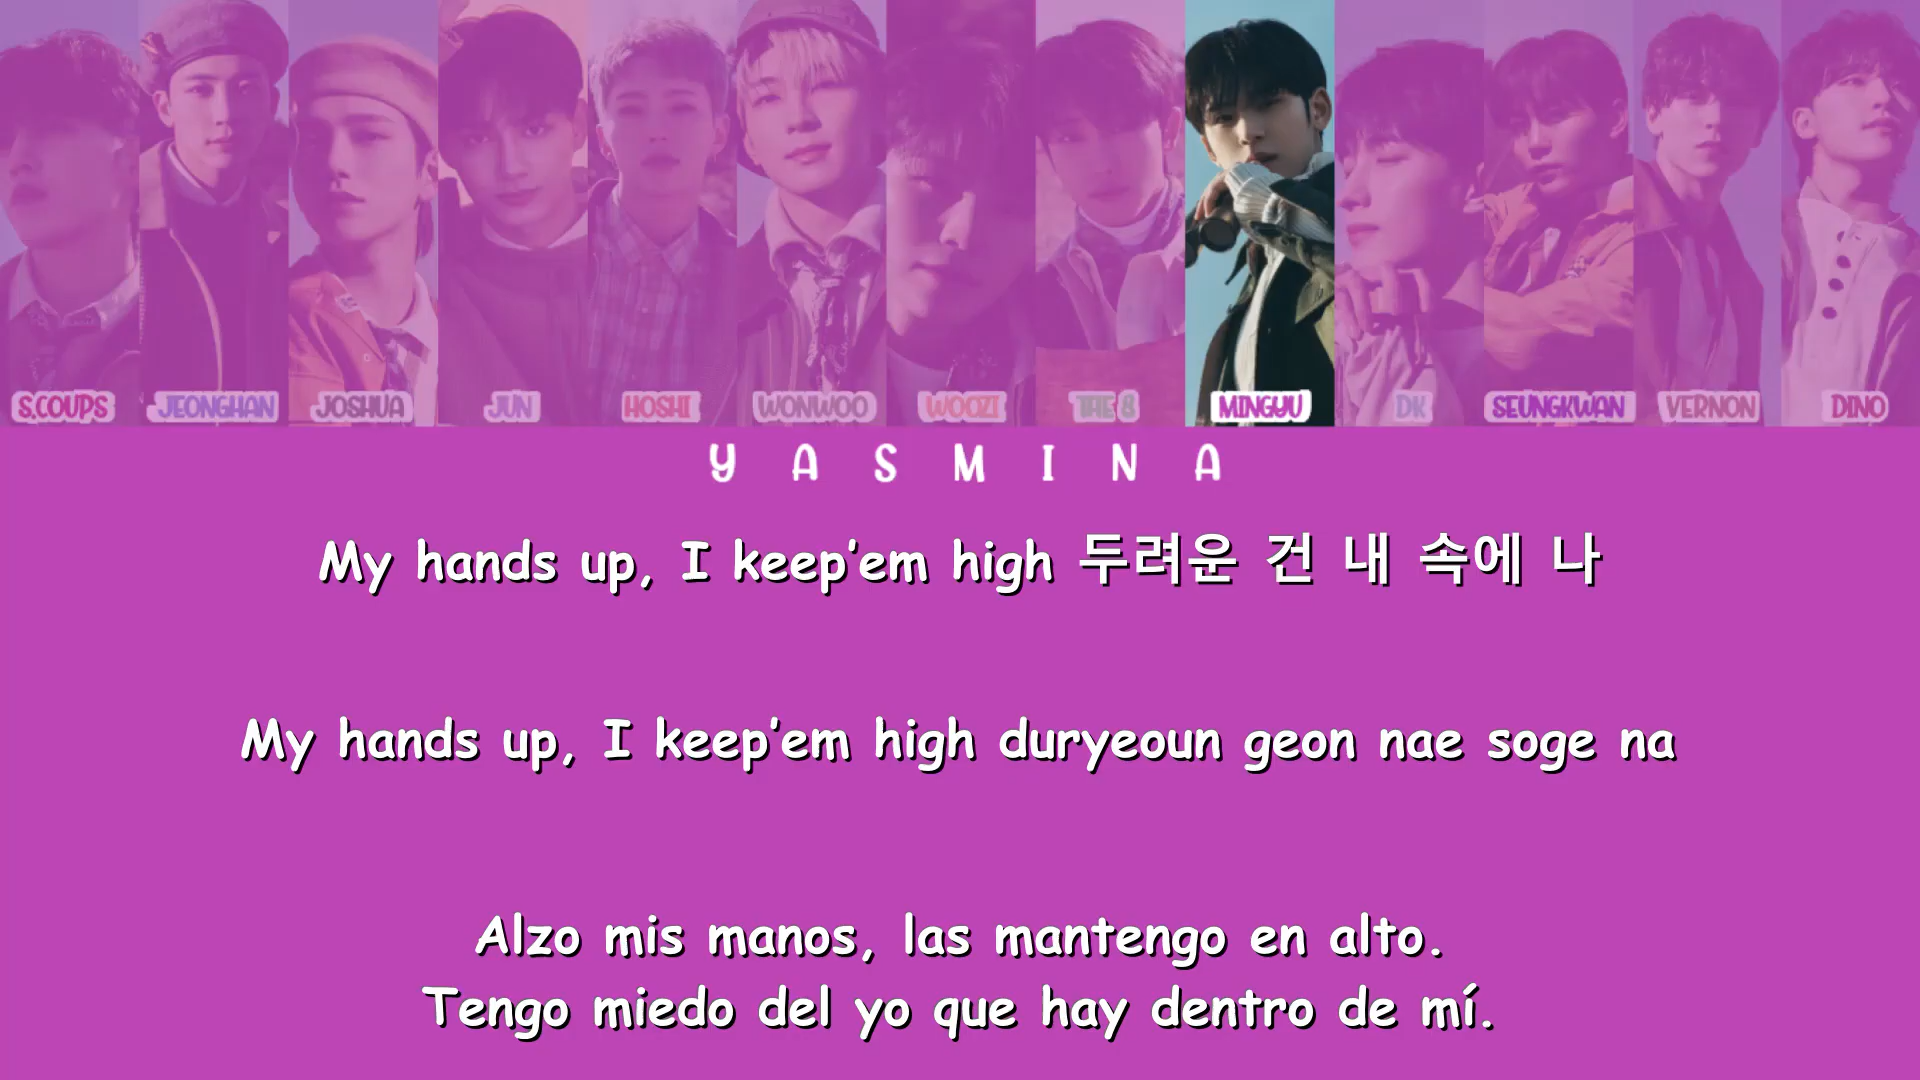 S.COUPS JEONGHAN JOSHUA JUN HOSHI WONWOO WOOZI THE 8 MINGYU DK SEUNGKWAN VERNON DINO
YASMINA
My hands up, I keep'em high 두려운 건 내 속에 나
My hands up, I keep'em high duryeoun geon nae soge na
Alzo mis manos, las mantengo en alto.
Tengo miedo del yo que hay dentro de mí.